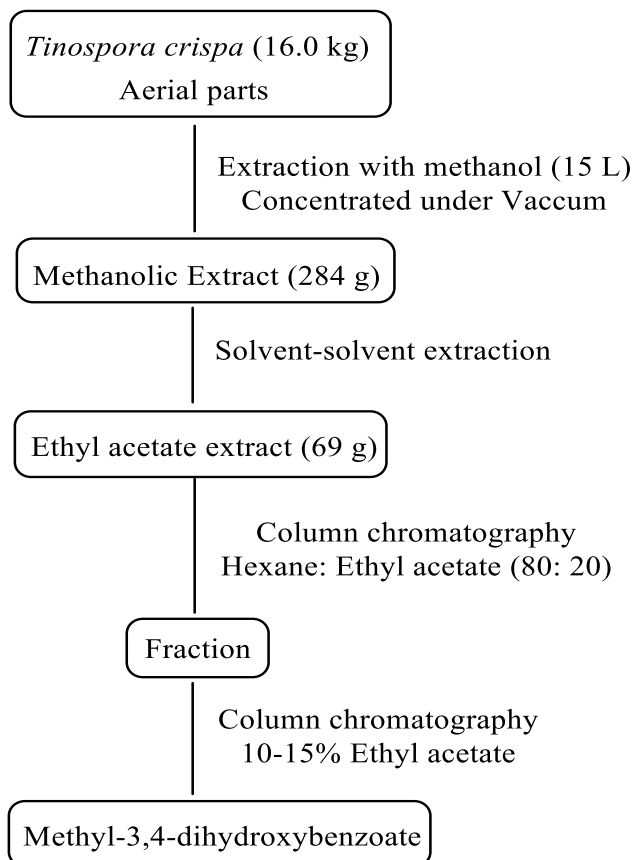 Tinospora crispa (16.0 kg)
Aerial parts
Extraction with methanol (15 L)
Concentrated under Vaccum
Methanolic Extract (284 g)
Solvent-solvent extraction
Ethyl acetate extract (69 g)
Column chromatography
Hexane: Ethyl acetate (80: 20)
Fraction
Column chromatography
10-15% Ethyl acetate
Methyl-3,4-dihydroxybenzoate